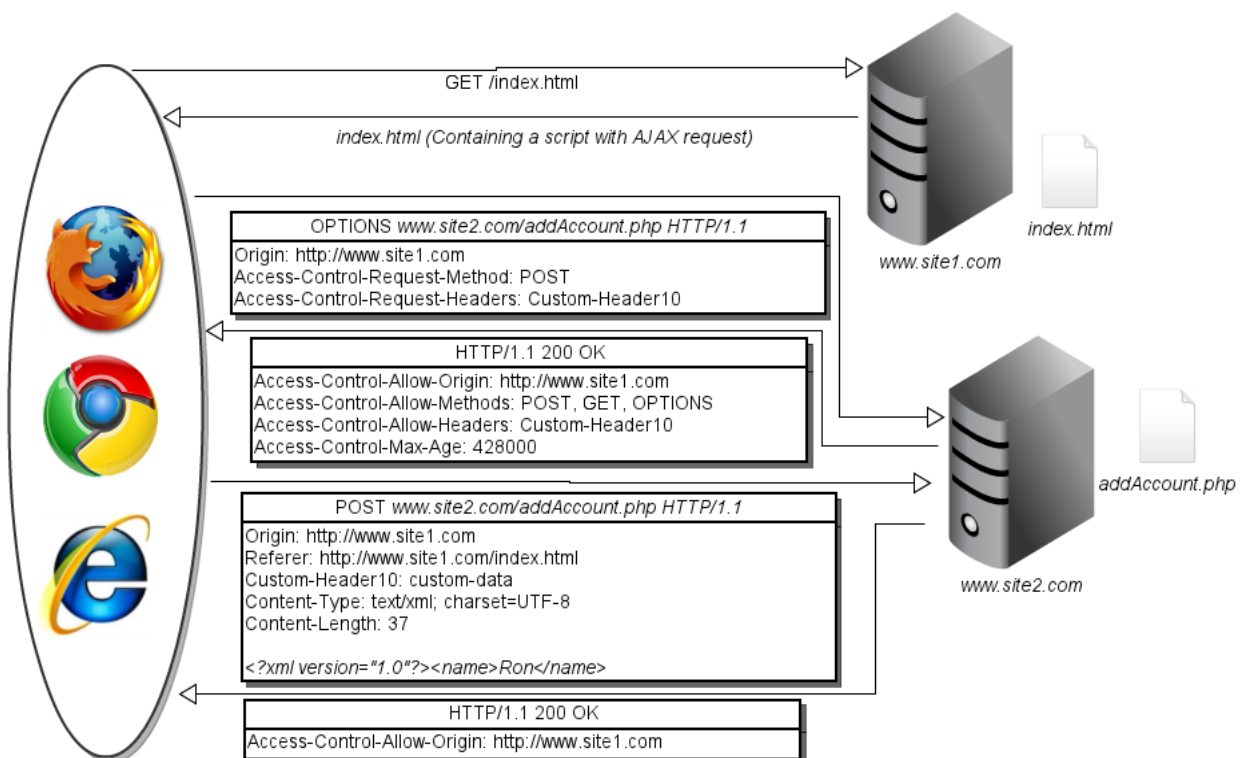 GET /index.html
index.html (Containing a script with AJAX request)
index.html
www.site1.com
OPTIONS www.site2.com/addAccount.php HTTP/1.1
Origin: http://www.site1.com
Access-Control-Request-Method: POST
Access-Control-Request-Headers: Custom-Header10
HTTP/1.1 200 OK
Access-Control-Allow-Origin: http://www.site1.com
Access-Control-Allow-Methods: POST, GET, OPTIONS
Access-Control-Allow-Headers: Custom-Header10
Access-Control-Max-Age: 428000
addAccount.php
www.site2.com
POST www.site2.com/addAccount.php HTTP/1.1
Origin: http://www.site1.com
Referer: http://www.site1.com/index.html
Custom-Header10: custom-data
Content-Type: text/xml; charset=UTF-8
Content-Length: 37
<?xml version="1.0"?><name>Ron</name>
HTTP/1.1 200 OK
Access-Control-Allow-Origin: http://www.site1.com